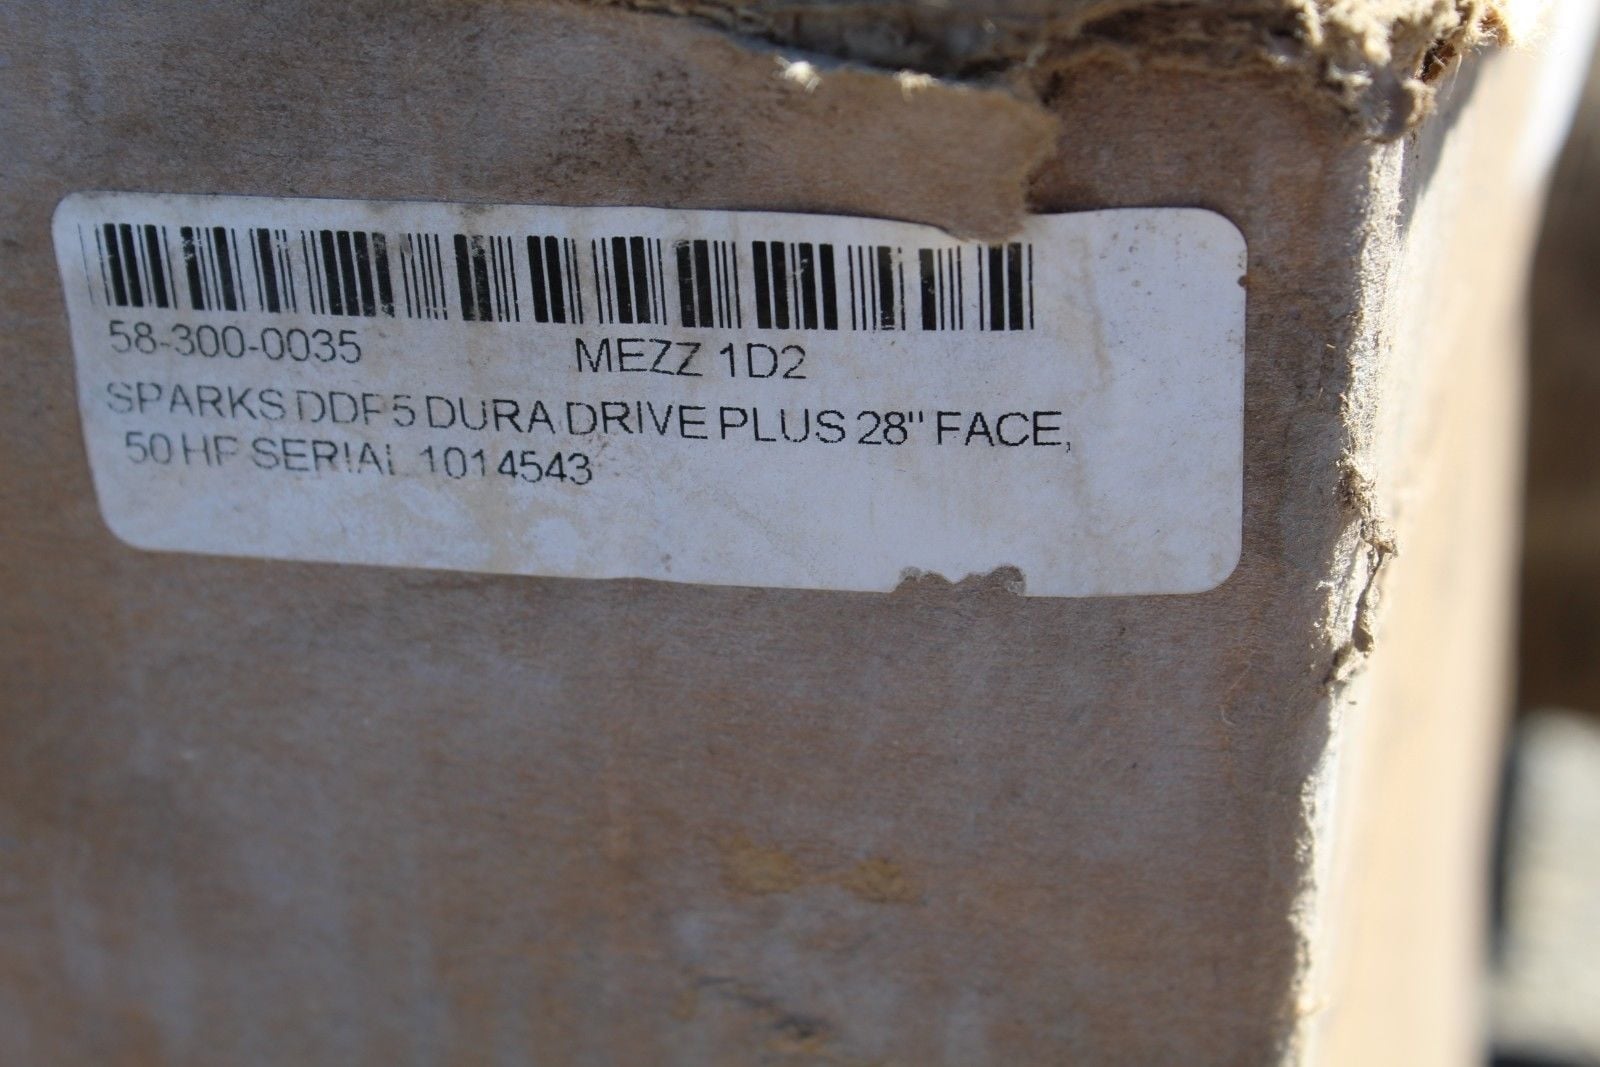 58-300-0035 MEZZ 1D2
SPARKS DDP5 DURA DRIVE PLUS 28" FACE,
50 HP SERIAL 1014543